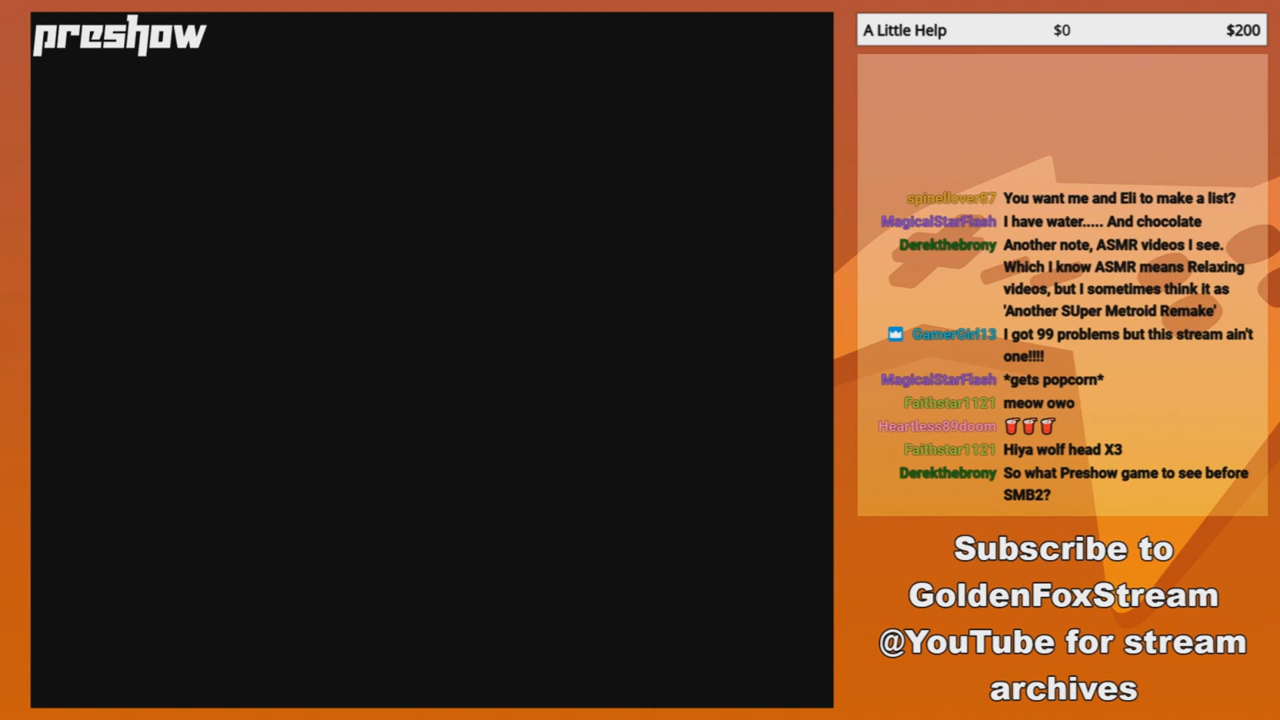 preshow
A Little Help $0 $200
spinellover87 You want me and Eli to make a list?
MagicalStarFlash I have water..... And chocolate
Derekthebrony Another note, ASMR videos I see.
Which I know ASMR means Relaxing
videos, but I sometimes think it as
'Another SUper Metroid Remake'
GamerGirl13 I got 99 problems but this stream ain't
one!!!!
MagicalStarFlash *gets popcorn*
Faithstar1121 meow owo
Heartless89doom
Faithstar1121 Hiya wolf head X3
Derekthebrony So what Preshow game to see before
SMB2?
Subscribe to
GoldenFoxStream
@YouTube for stream
archives